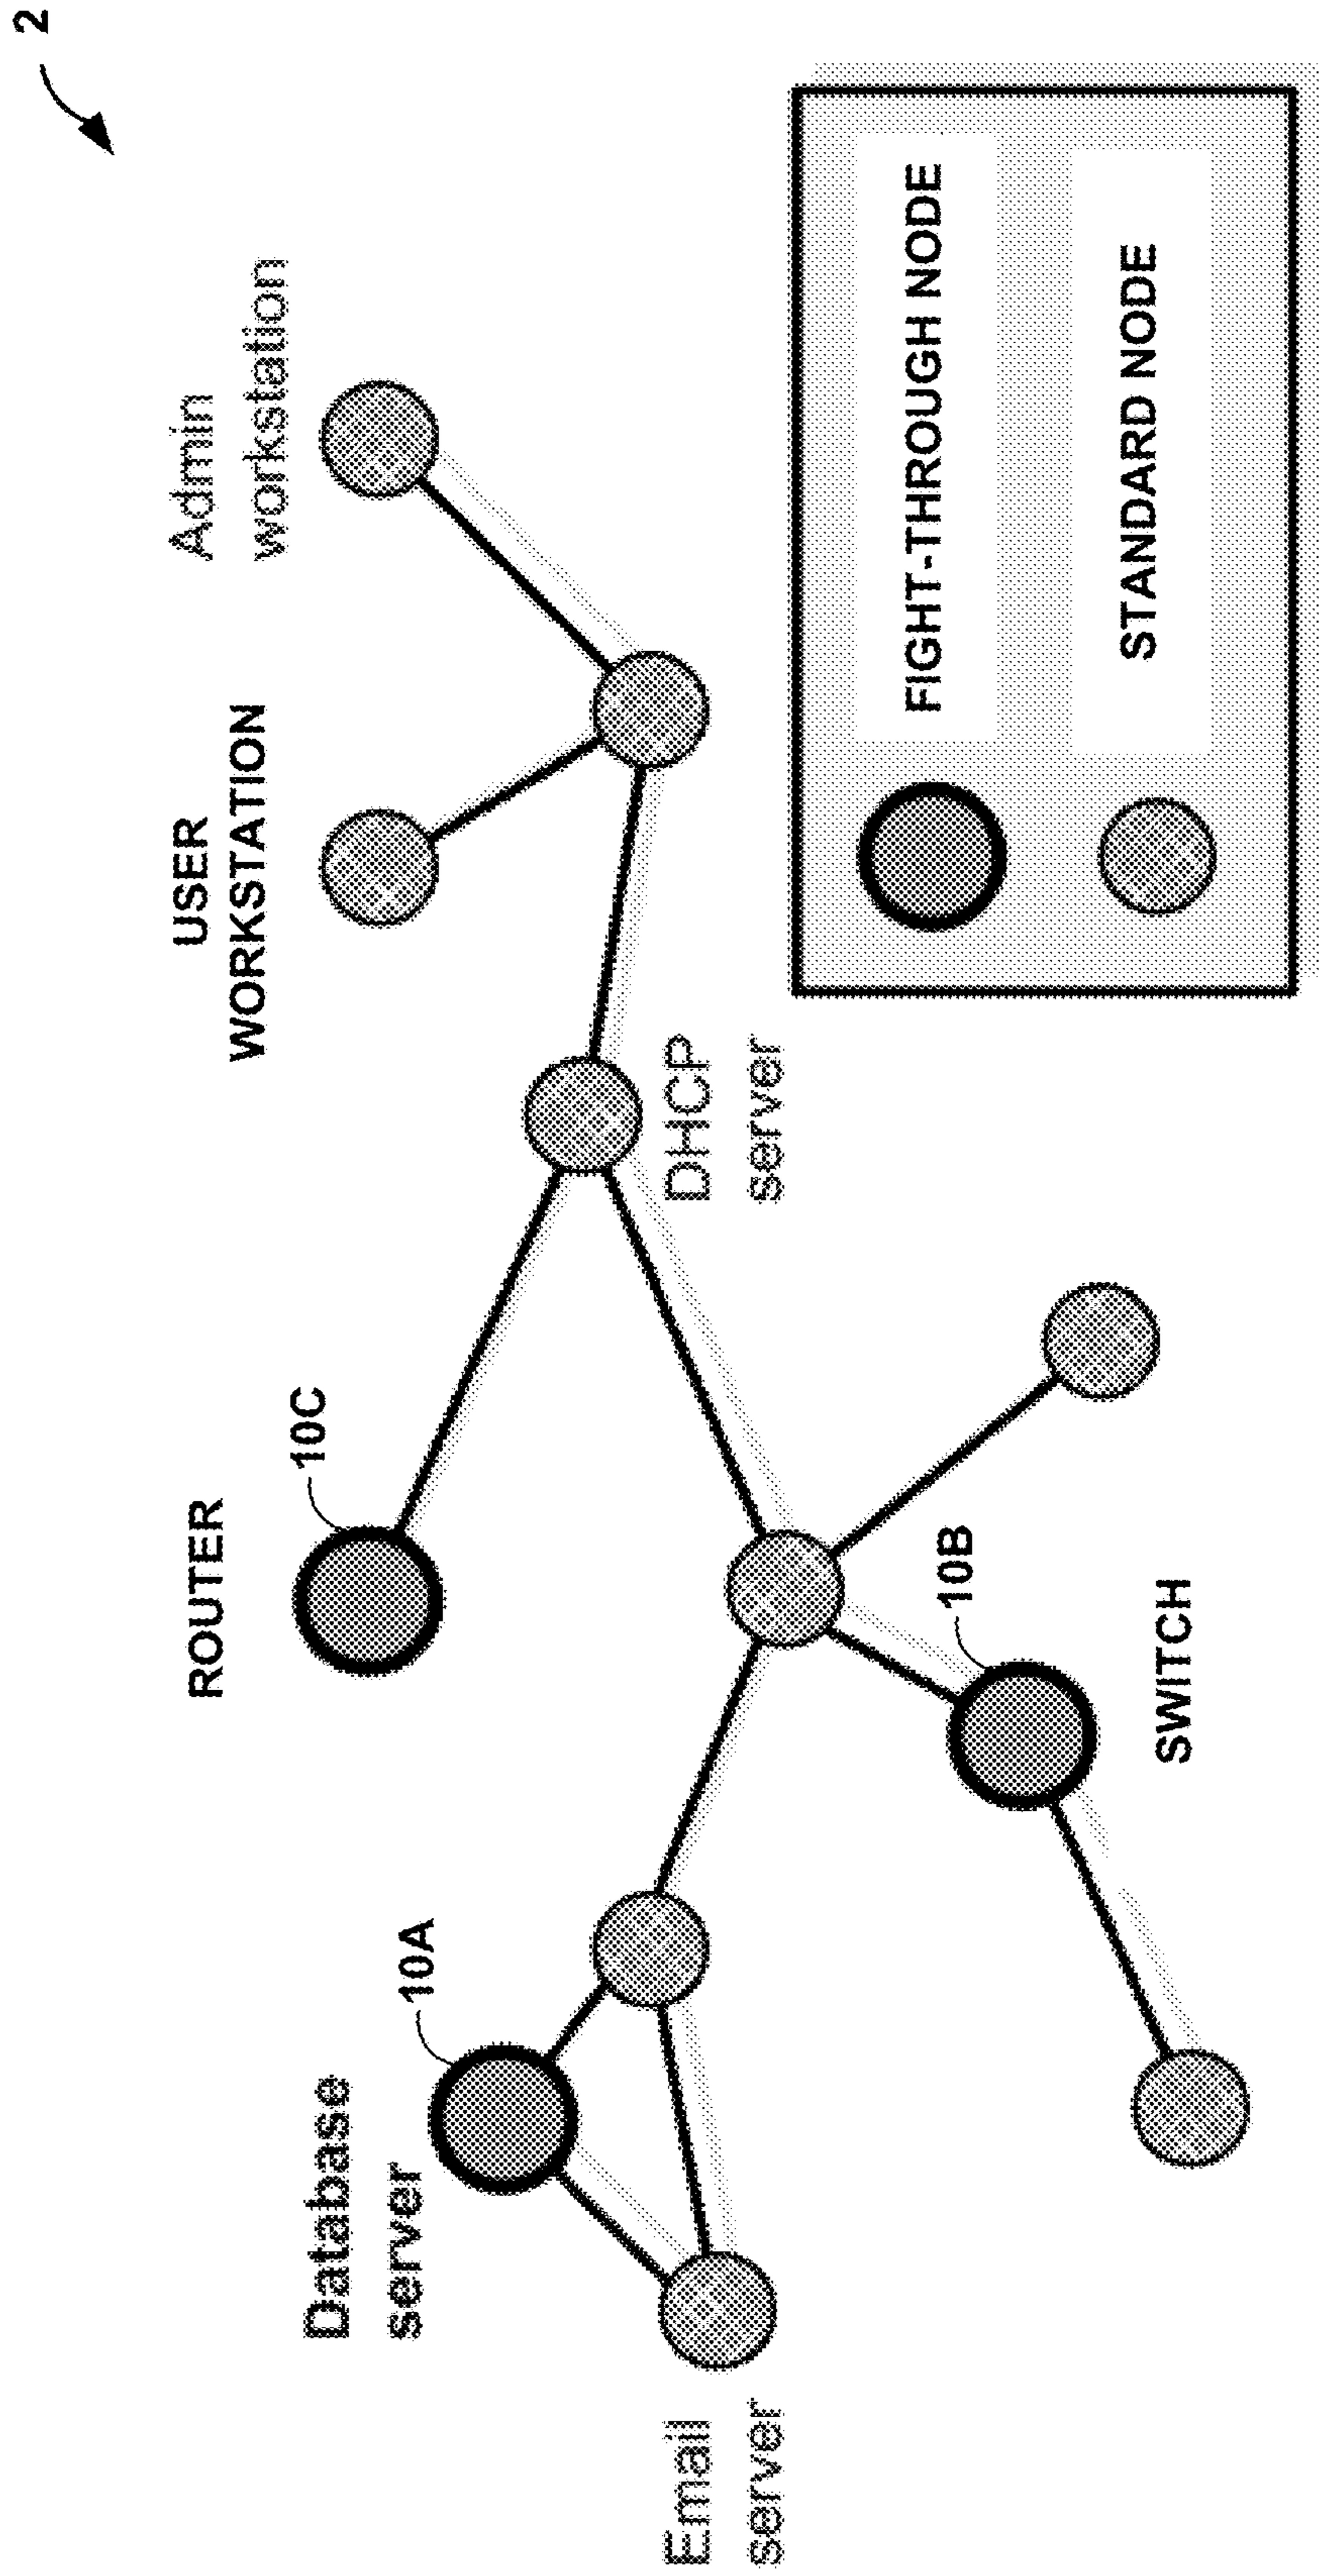 2
Admin
workstation
USER
WORKSTATION
ROUTER
10C
Database
server
10A
DHCP
server
Email
server
10B
SWITCH
FIGHT-THROUGH NODE
STANDARD NODE